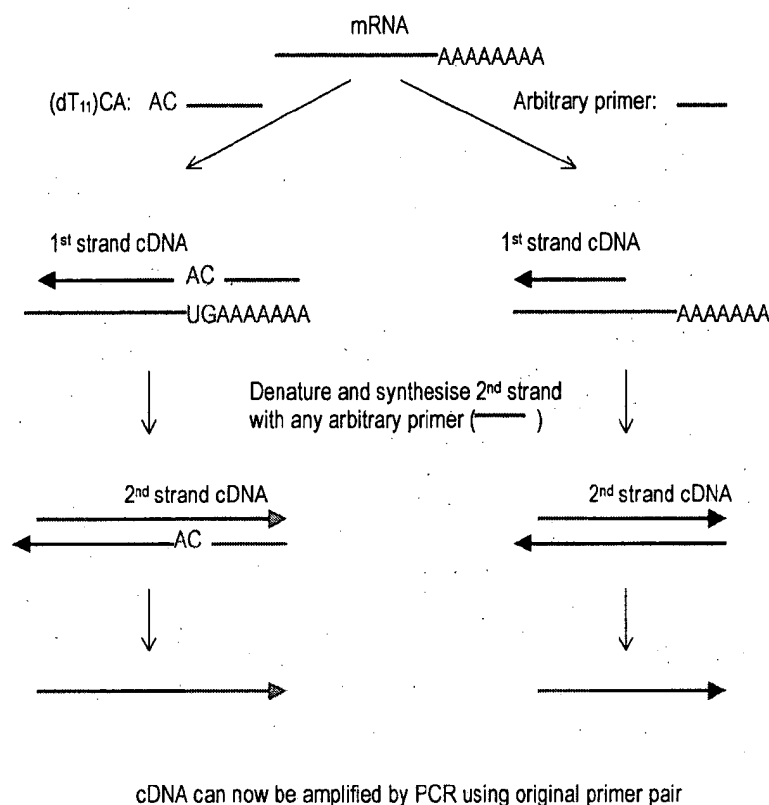 mRNA
AAAAAAAA
(dT₁₁)CA: AC
Arbitrary primer:
1st strand cDNA
1st strand cDNA
AC
UGAAAAAAA
AAAAAAA
Denature and synthesise 2nd strand
with any arbitrary primer ( )
2nd strand cDNA
2nd strand cDNA
AC
cDNA can now be amplified by PCR using original primer pair